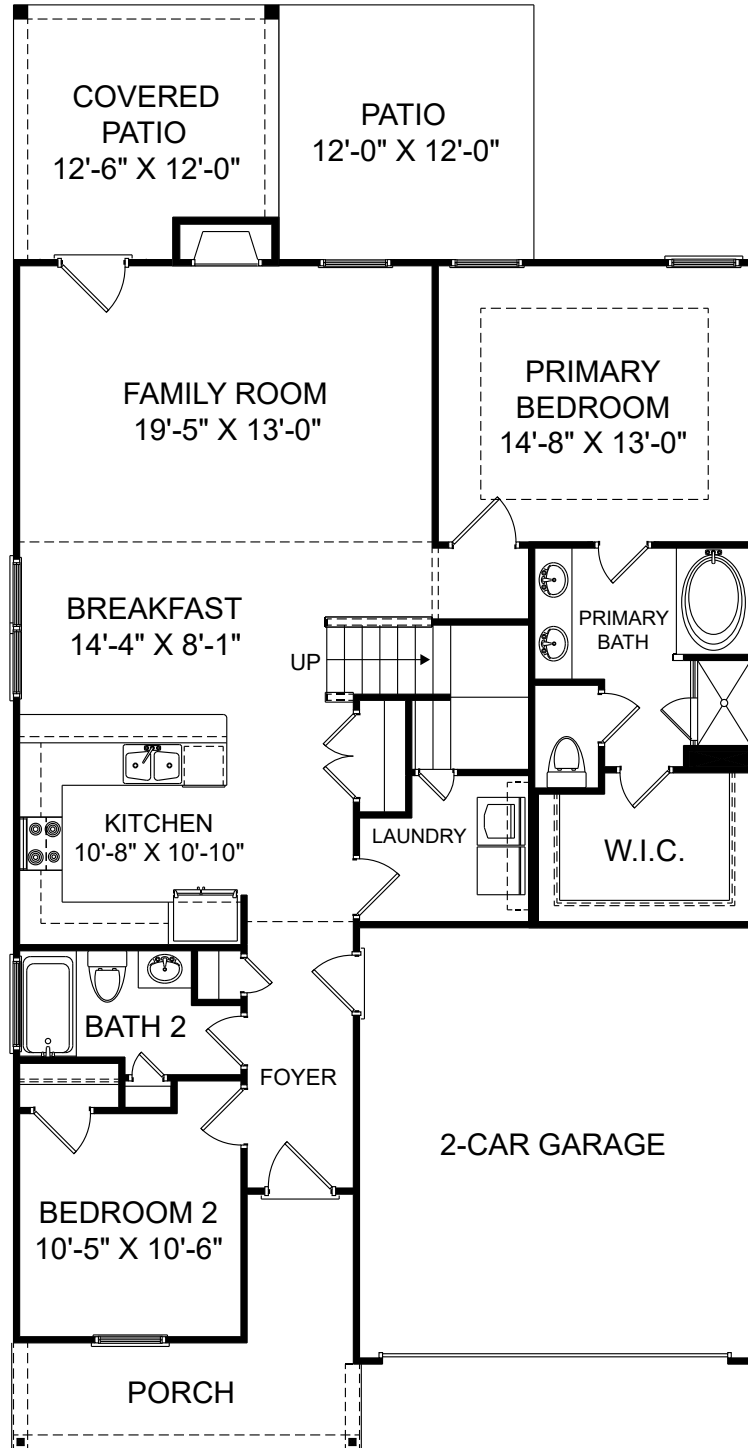 COVERED
PATIO
12'-6" X 12'-0"
PATIO
12'-0" X 12'-0"
FAMILY ROOM
19'-5" X 13'-0"
PRIMARY
BEDROOM
14'-8" X 13'-0"
BREAKFAST
14'-4" X 8'-1"
UP
PRIMARY
BATH
KITCHEN
10'-8" X 10'-10"
LAUNDRY
W.I.C.
BATH 2
FOYER
2-CAR GARAGE
BEDROOM 2
10'-5" X 10'-6"
PORCH